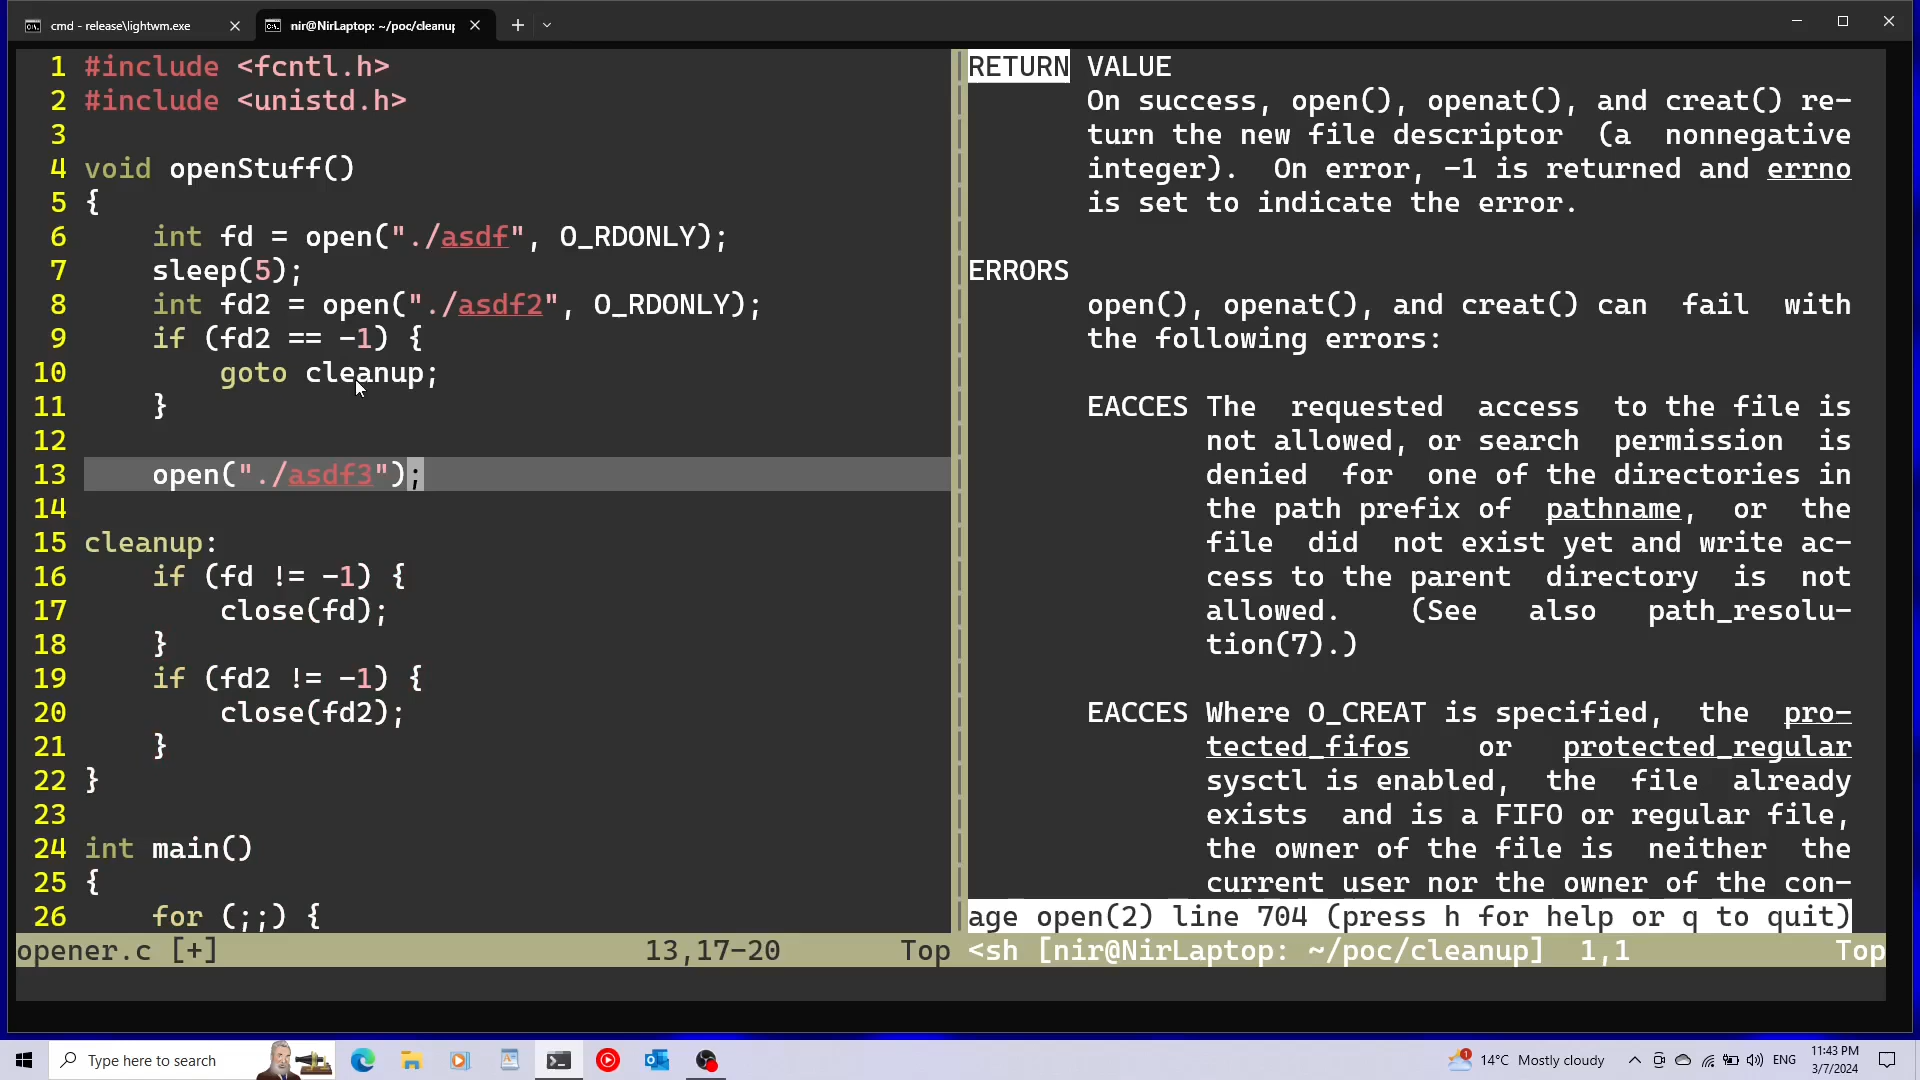 cmd - release\lightwm.exe
nir@NirLaptop: ~/poc/cleanup
1 #include <fcntl.h>
2 #include <unistd.h>
3
4 void openStuff()
5 {
6     int fd = open("./asdf", O_RDONLY);
7     sleep(5);
8     int fd2 = open("./asdf2", O_RDONLY);
9     if (fd2 == -1) {
10         goto cleanup;
11     }
12
13     open("./asdf3");
14
15 cleanup:
16     if (fd != -1) {
17         close(fd);
18     }
19     if (fd2 != -1) {
20         close(fd2);
21     }
22 }
23
24 int main()
25 {
26     for (;;) {
opener.c [+] 13,17-20 Top
RETURN VALUE
On success, open(), openat(), and creat() re-
turn the new file descriptor (a nonnegative
integer). On error, -1 is returned and errno
is set to indicate the error.
ERRORS
open(), openat(), and creat() can fail with
the following errors:
EACCES The requested access to the file is
not allowed, or search permission is
denied for one of the directories in
the path prefix of pathname, or the
file did not exist yet and write ac-
cess to the parent directory is not
allowed. (See also path_resolu-
tion(7).)
EACCES Where O_CREAT is specified, the pro-
tected_fifos or protected_regular
sysctl is enabled, the file already
exists and is a FIFO or regular file,
the owner of the file is neither the
current user nor the owner of the con-
age open(2) line 704 (press h for help or q to quit)
<sh [nir@NirLaptop: ~/poc/cleanup] 1,1 Top
Type here to search
1
14°C Mostly cloudy
ENG
11:43 PM
3/7/2024